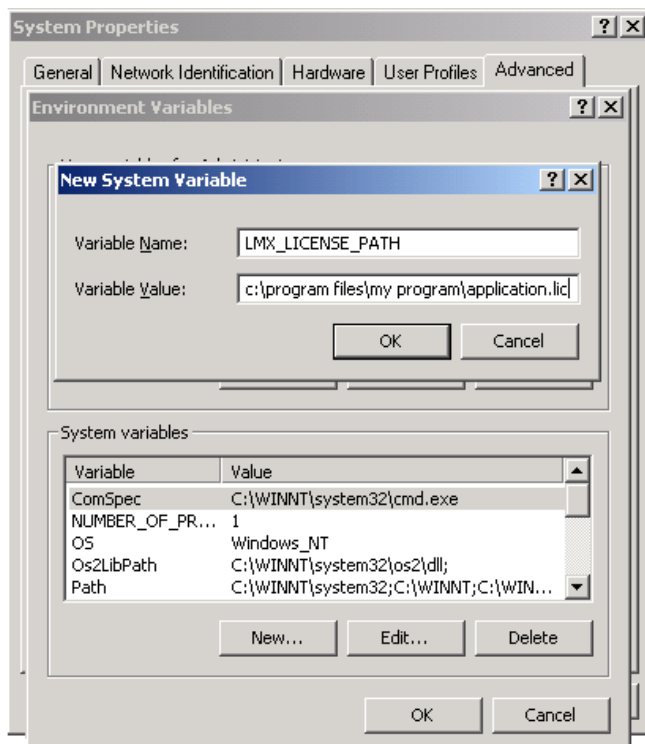 System Properties
General Network Identification Hardware User Profiles Advanced
Environment Variables
New System Variable
Variable Name: LMX_LICENSE_PATH
Variable Value: c:\program files\my program\application.lic
OK Cancel
System variables
Variable Value
ComSpec C:\WINNT\system32\cmd.exe
NUMBER_OF_PR... 1
OS Windows_NT
Os2LibPath C:\WINNT\system32\os2\dll;
Path C:\WINNT\system32;C:\WINNT;C:\WIN...
New... Edit... Delete
OK Cancel